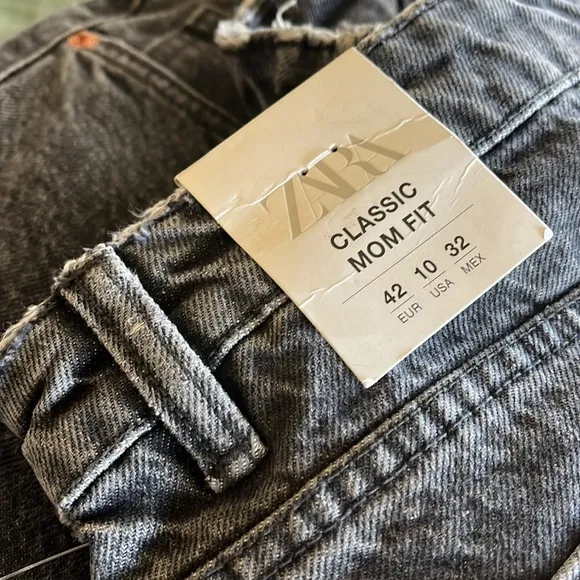 ZARA
CLASSIC
MOM FIT
42 10 32
EUR USA MEX